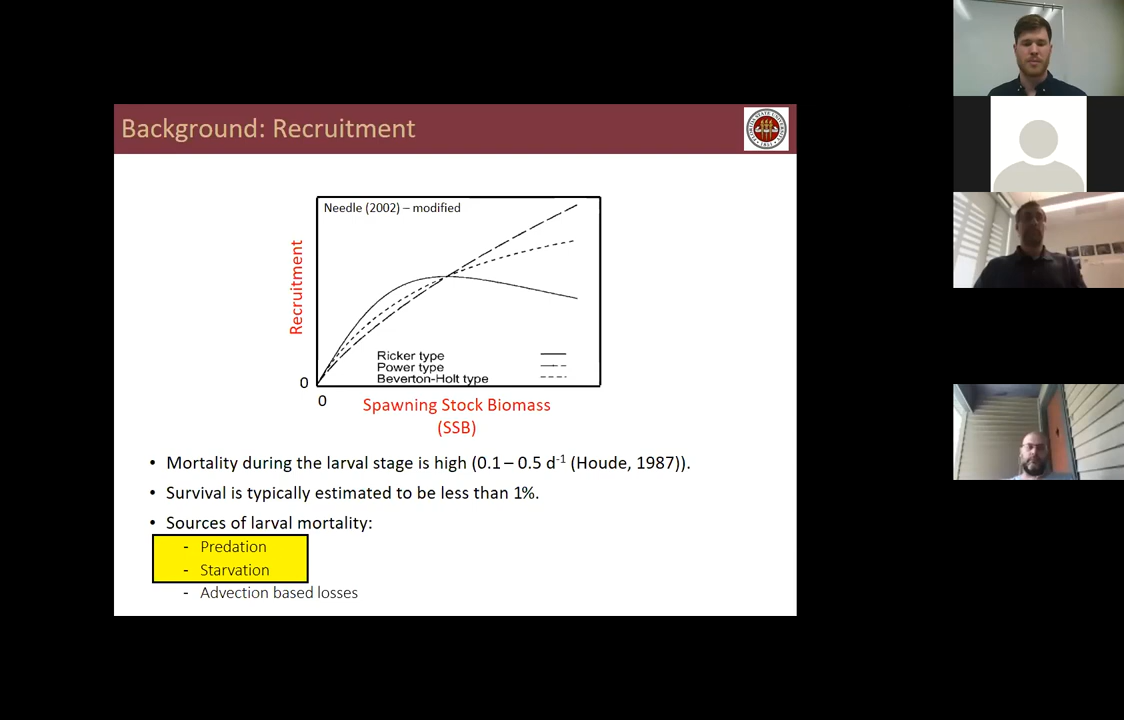 Background: Recruitment
Needle (2002) – modified
Recruitment
Ricker type
Power type
Beverton-Holt type
0
0
Spawning Stock Biomass
(SSB)
• Mortality during the larval stage is high (0.1 – 0.5 d-1 (Houde, 1987)).
• Survival is typically estimated to be less than 1%.
• Sources of larval mortality:
- Predation
- Starvation
- Advection based losses